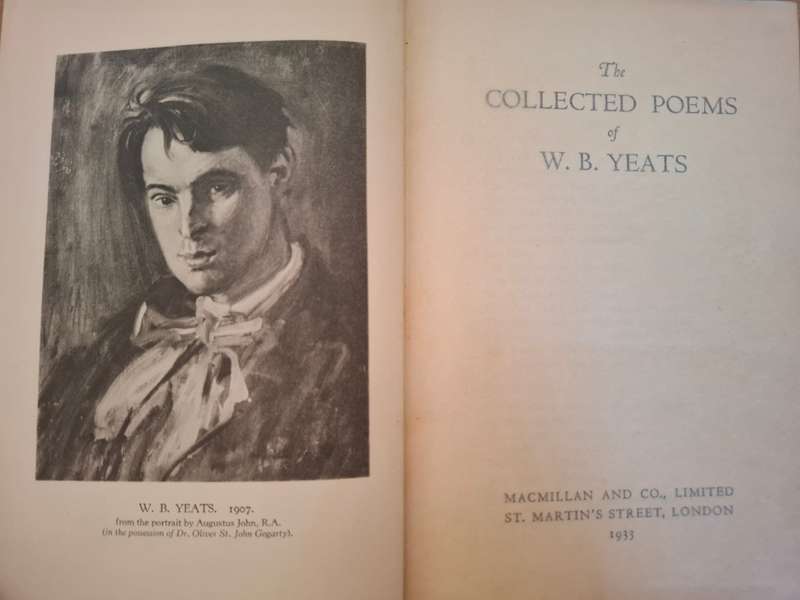 W. B. YEATS. 1907.
from the portrait by Augustus John, R.A.
(in the possession of Dr. Oliver St. John Gogarty).
The
COLLECTED POEMS
of
W. B. YEATS
MACMILLAN AND CO., LIMITED
ST. MARTIN'S STREET, LONDON
1933